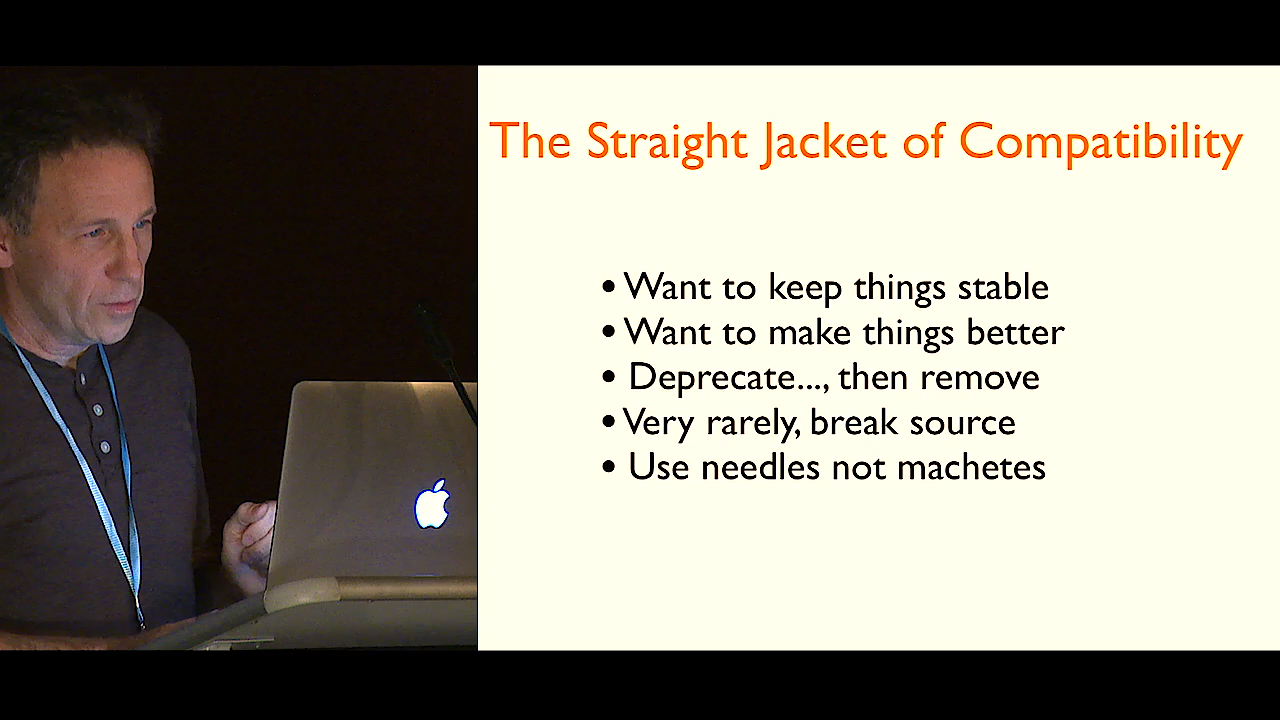 The Straight Jacket of Compatibility
• Want to keep things stable
• Want to make things better
• Deprecate..., then remove
• Very rarely, break source
• Use needles not machetes